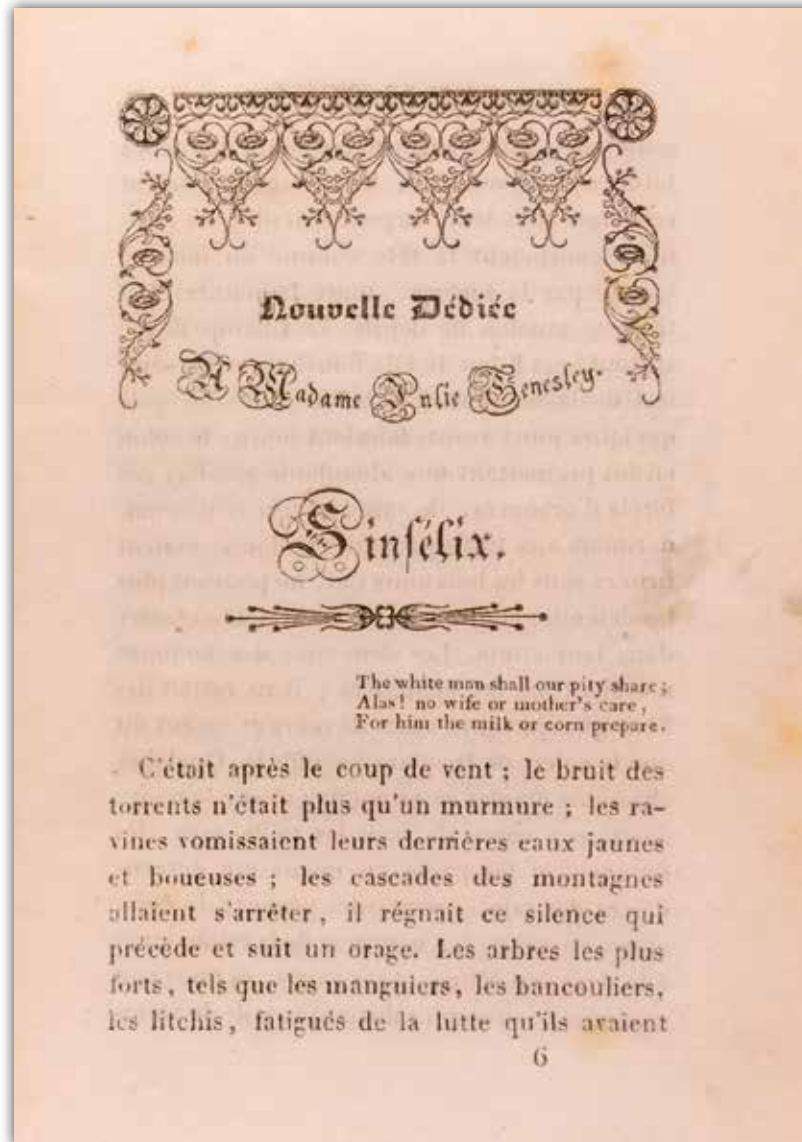 Nouvelle Dédiée
A Madame Julie Genesley.
Sinfélix.
The white man shall our pity share ;
Alas! no wife or mother's care,
For him the milk or corn prepare.
C'était après le coup de vent ; le bruit des
torrents n'était plus qu'un murmure ; les ra-
vines vomissaient leurs dernières eaux jaunes
et boueuses ; les cascades des montagnes
allaient s'arrêter, il régnait ce silence qui
précède et suit un orage. Les arbres les plus
forts, tels que les manguiers, les bancouliers,
les litchis, fatigués de la lutte qu'ils avaient
6